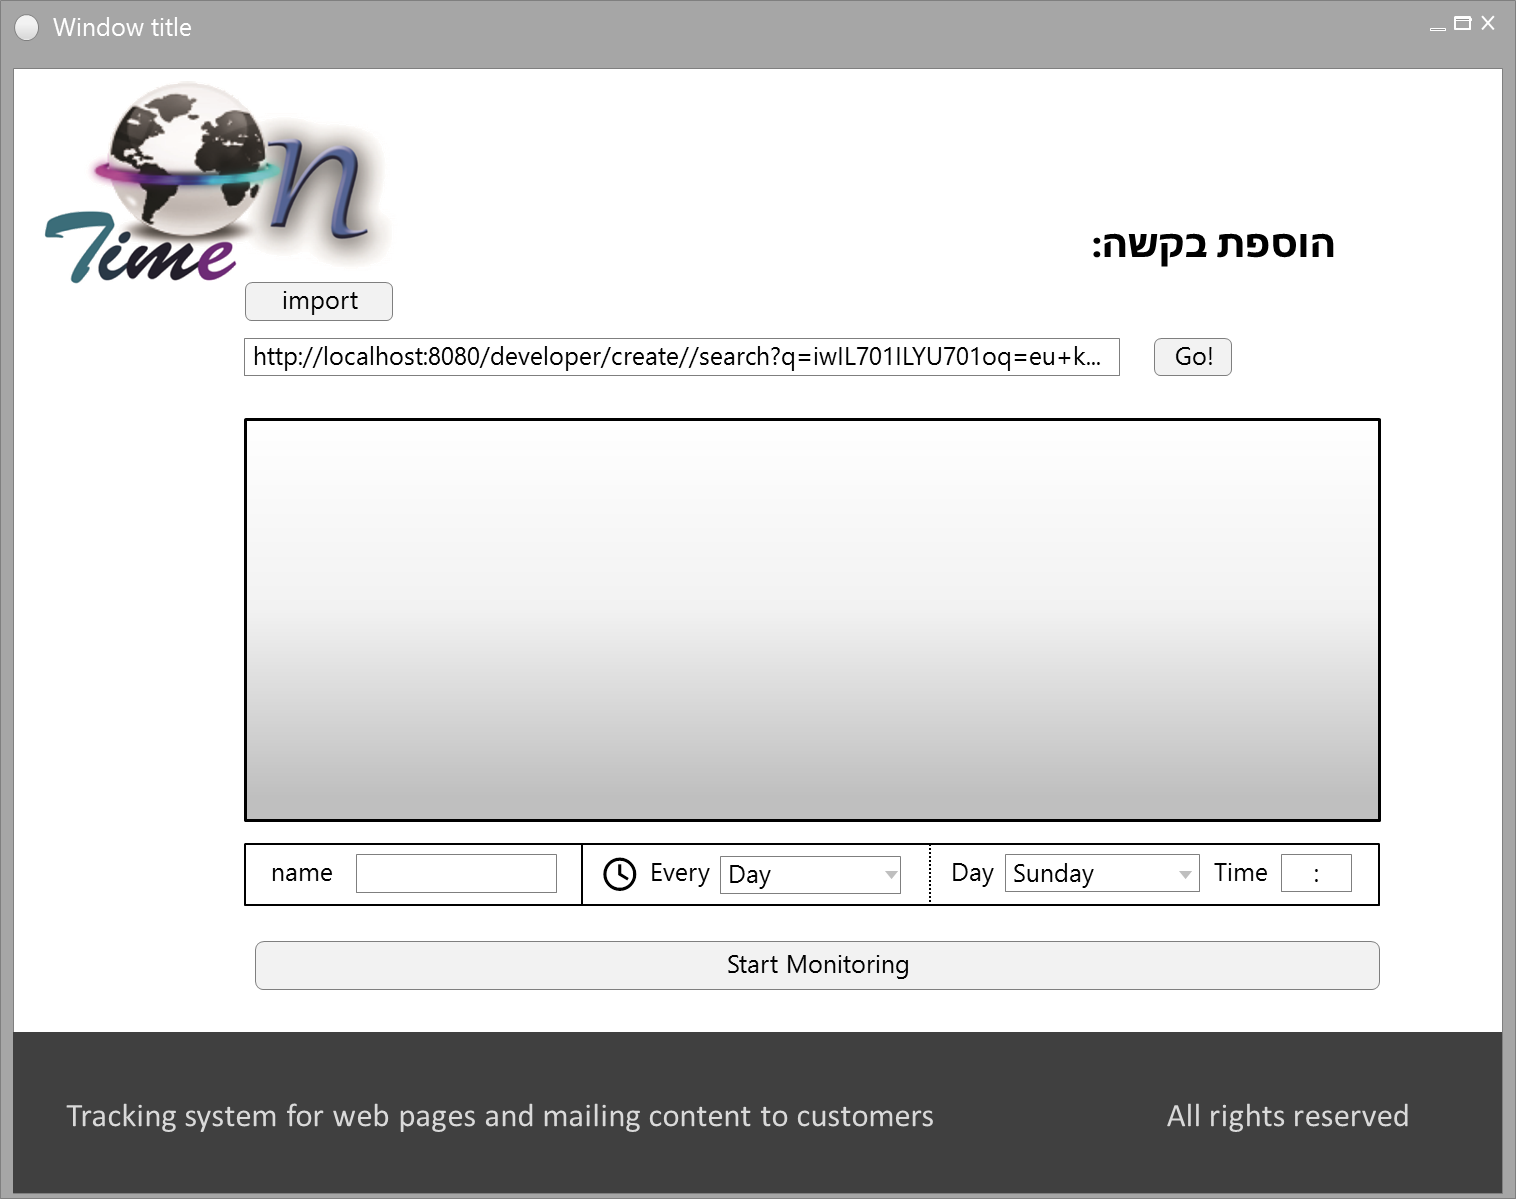 Window title
On
Time
הוספת בקשה:
import
http://localhost:8080/developer/create//search?q=iwIL701ILYU701oq=eu+k... Go!
name Every Day Day Sunday Time :
Start Monitoring
Tracking system for web pages and mailing content to customers All rights reserved